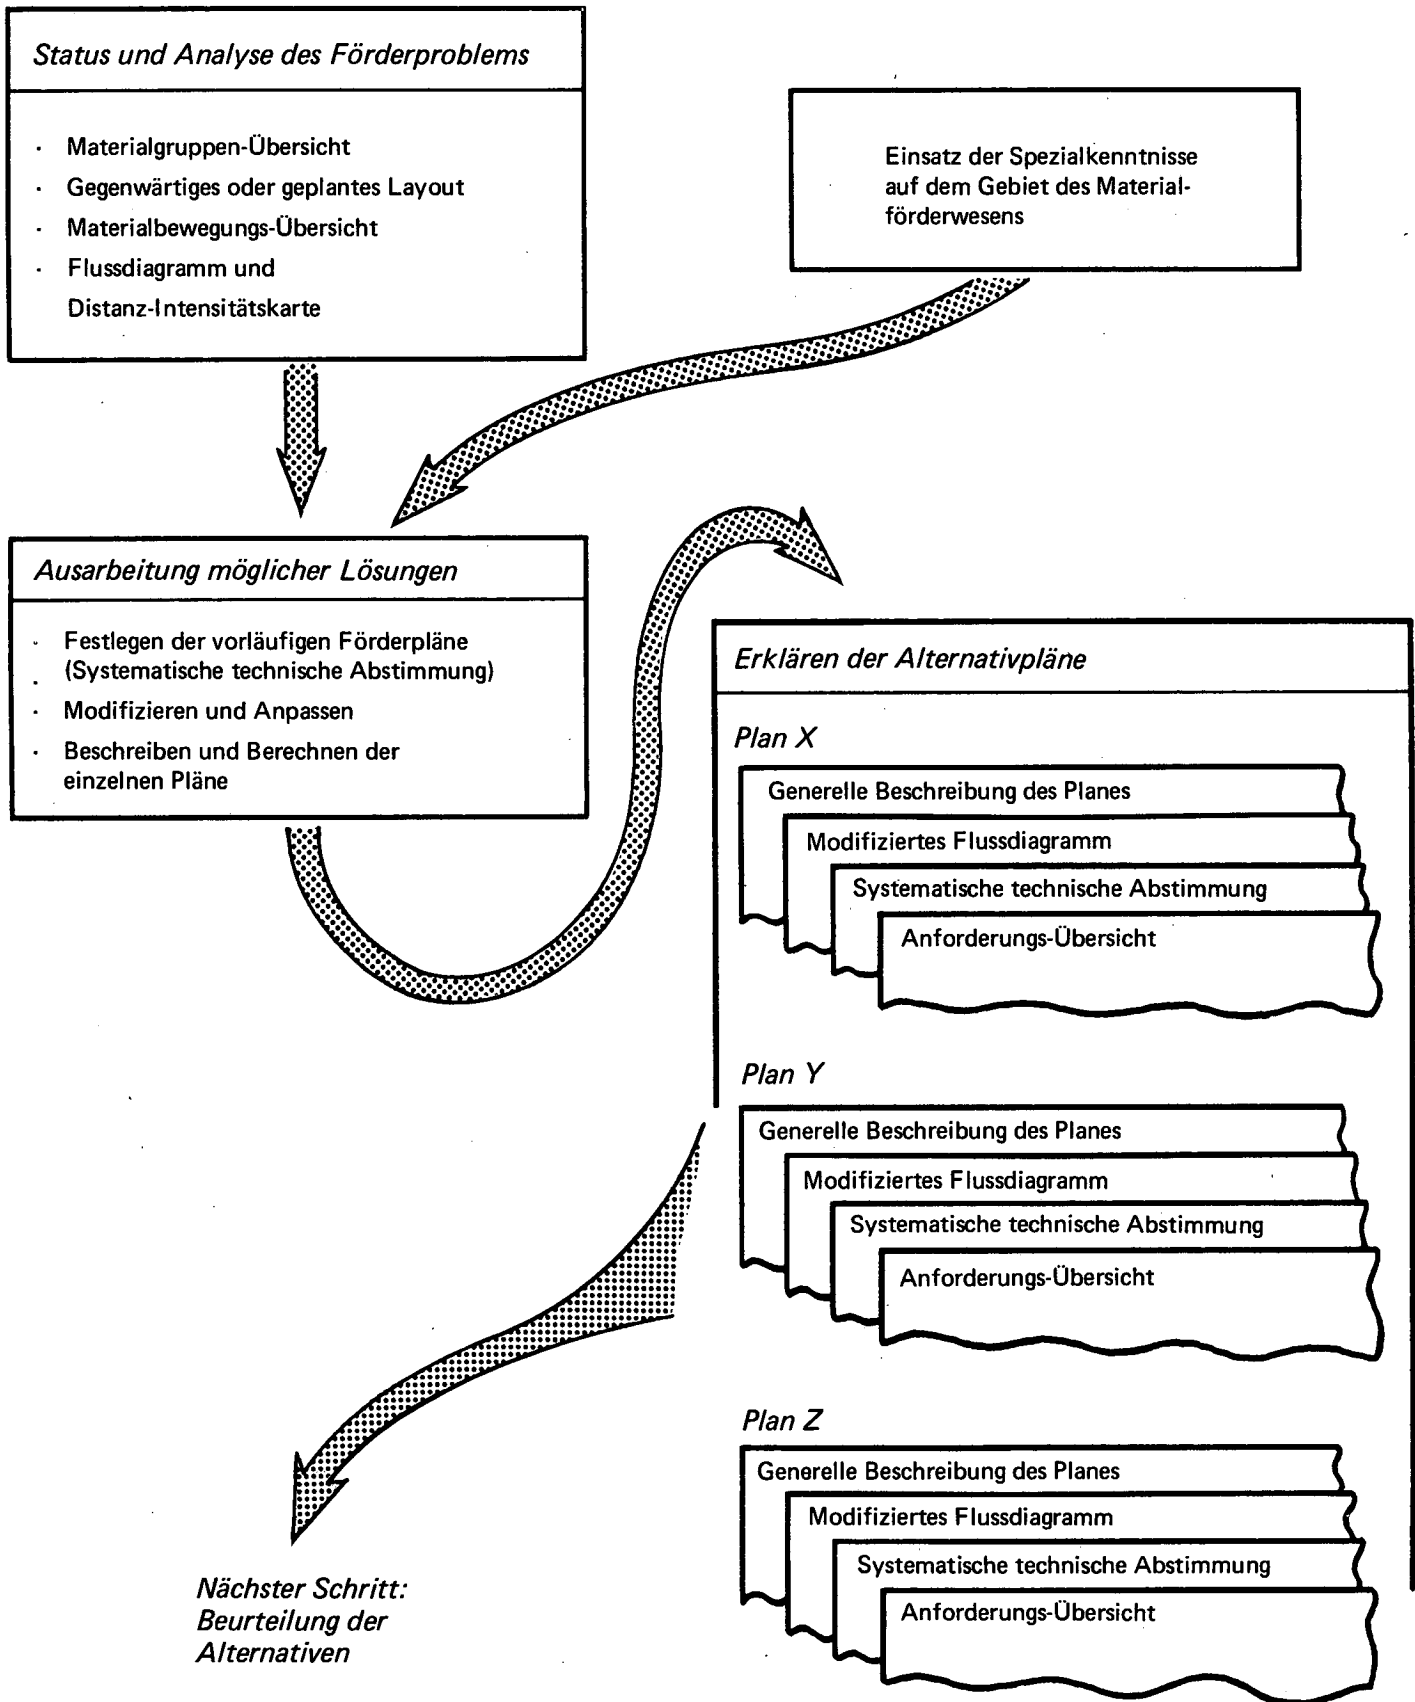 Status und Analyse des Förderproblems
· Materialgruppen-Übersicht
· Gegenwärtiges oder geplantes Layout
· Materialbewegungs-Übersicht
· Flussdiagramm und
Distanz-Intensitätskarte
Einsatz der Spezialkenntnisse
auf dem Gebiet des Material-
förderwesens
Ausarbeitung möglicher Lösungen
· Festlegen der vorläufigen Förderpläne
(Systematische technische Abstimmung)
· Modifizieren und Anpassen
· Beschreiben und Berechnen der
einzelnen Pläne
Erklären der Alternativpläne
Plan X
Generelle Beschreibung des Planes
Modifiziertes Flussdiagramm
Systematische technische Abstimmung
Anforderungs-Übersicht
Plan Y
Generelle Beschreibung des Planes
Modifiziertes Flussdiagramm
Systematische technische Abstimmung
Anforderungs-Übersicht
Plan Z
Generelle Beschreibung des Planes
Modifiziertes Flussdiagramm
Systematische technische Abstimmung
Anforderungs-Übersicht
Nächster Schritt:
Beurteilung der
Alternativen